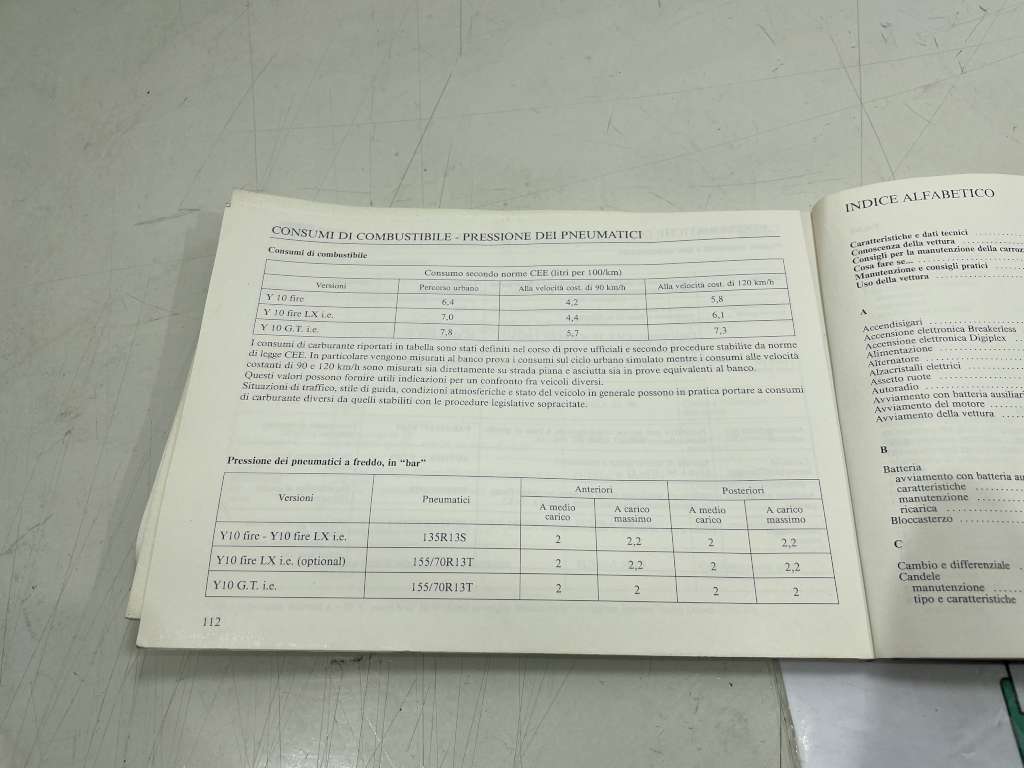 CONSUMI DI COMBUSTIBILE - PRESSIONE DEI PNEUMATICI
Consumi di combustibile
Consumo secondo norme CEE (litri per 100/km)
Versioni Percorso urbano Alla velocità cost. di 90 km/h Alla velocità cost. di 120 km/h
Y 10 fire 6,4 4,2 5,8
Y 10 fire LX i.e. 7,0 4,4 6,1
Y 10 G.T. i.e. 7,8 5,7 7,3
I consumi di carburante riportati in tabella sono stati definiti nel corso di prove ufficiali e secondo procedure stabilite da norme
di legge CEE. In particolare vengono misurati al banco prova i consumi sul ciclo urbano simulato mentre i consumi alle velocità
costanti di 90 e 120 km/h sono misurati sia direttamente su strada piana e asciutta sia in prove equivalenti al banco.
Questi valori possono fornire utili indicazioni per un confronto fra veicoli diversi.
Situazioni di traffico, stile di guida, condizioni atmosferiche e stato del veicolo in generale possono in pratica portare a consumi
di carburante diversi da quelli stabiliti con le procedure legislative sopracitate.
Pressione dei pneumatici a freddo, in “bar”
Versioni Pneumatici Anteriori Posteriori
A medio carico A carico massimo A medio carico A carico massimo
Y10 fire - Y10 fire LX i.e. 135R13S 2 2,2 2 2,2
Y10 fire LX i.e. (optional) 155/70R13T 2 2,2 2 2,2
Y10 G.T. i.e. 155/70R13T 2 2 2 2
112
INDICE ALFABETICO
Caratteristiche e dati tecnici
Conoscenza della vettura
Consigli per la manutenzione della carroz
Cosa fare se...
Manutenzione e consigli pratici
Uso della vettura
A
Accendisigari
Accensione elettronica Breakerless
Accensione elettronica Digiplex
Alimentazione
Alternatore
Alzacristalli elettrici
Assetto ruote
Autoradio
Avviamento con batteria ausiliari
Avviamento del motore
Avviamento della vettura
B
Batteria
avviamento con batteria au
caratteristiche
manutenzione
ricarica
Bloccasterzo
C
Cambio e differenziale
Candele
manutenzione
tipo e caratteristiche